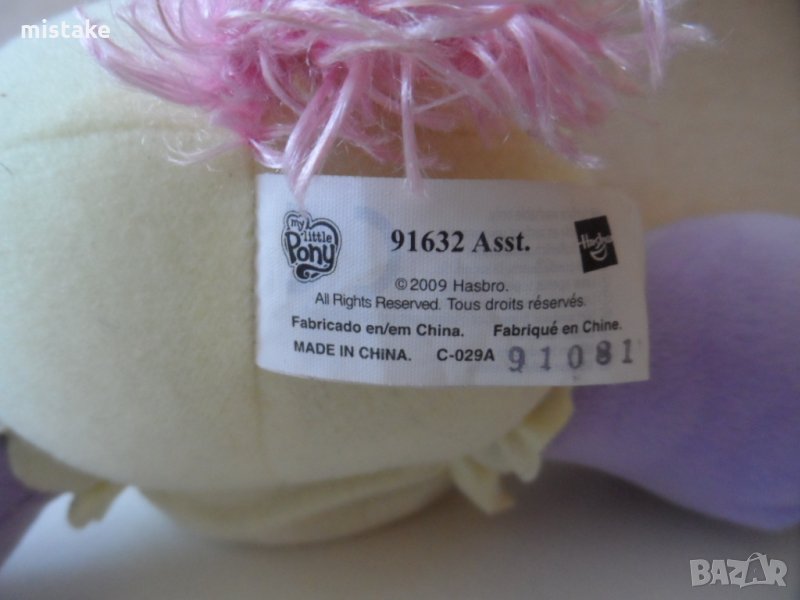 mistake
my little Pony
91632 Asst.
Hasbro
©2009 Hasbro.
All Rights Reserved. Tous droits réservés.
Fabricado en/em China. Fabriqué en Chine.
MADE IN CHINA. C-029A 91081
BAZAR